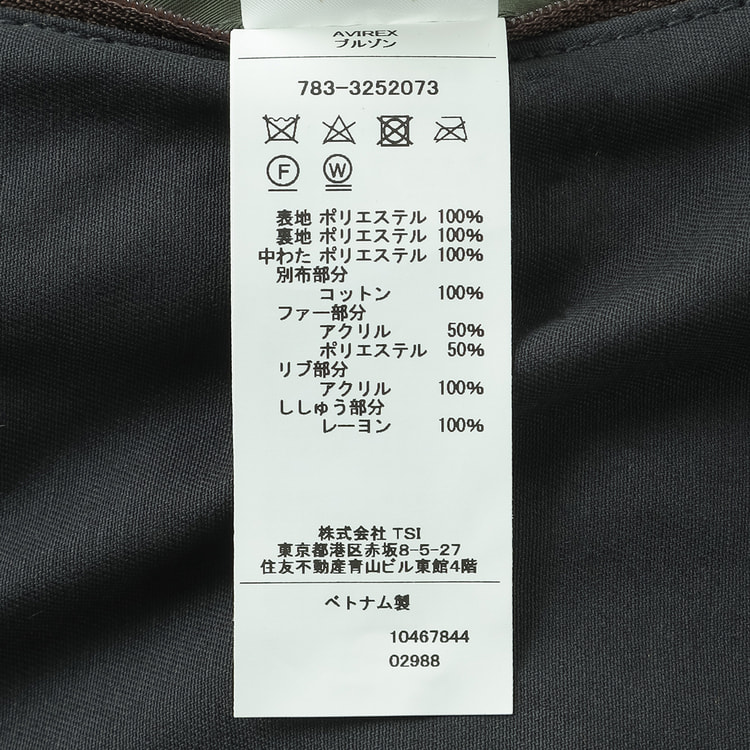 AVIREX
ブルゾン
783-3252073
F W
表地 ポリエステル 100%
裏地 ポリエステル 100%
中わた ポリエステル 100%
別布部分
コットン 100%
ファー部分
アクリル 50%
ポリエステル 50%
リブ部分
アクリル 100%
ししゅう部分
レーヨン 100%
株式会社 TSI
東京都港区赤坂8-5-27
住友不動産青山ビル東館4階
ベトナム製
10467844
02988